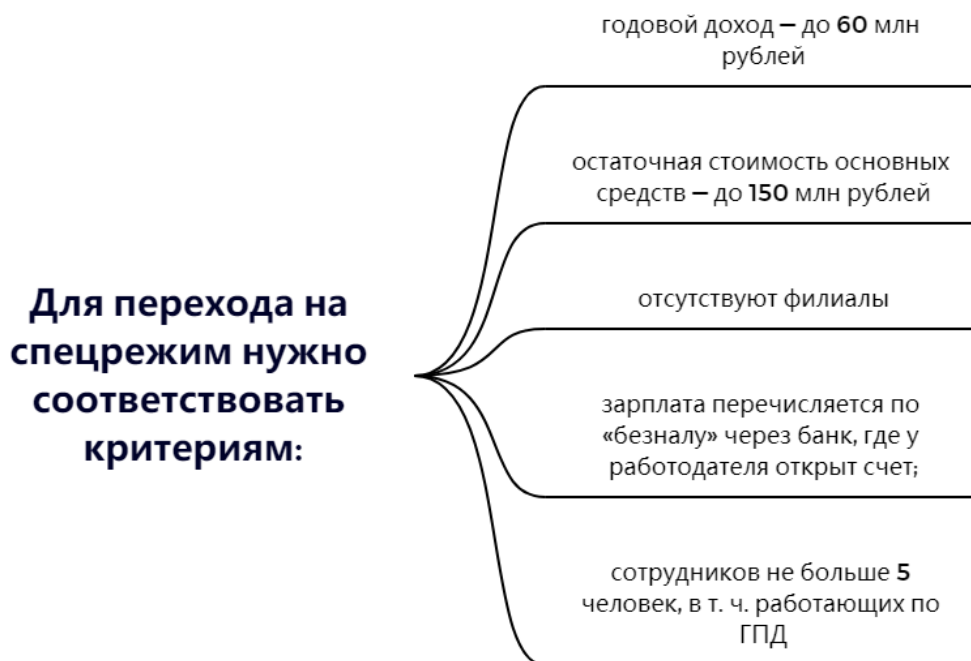 Для перехода на
спецрежим нужно
соответствовать
критериям:
годовой доход – до 60 млн
рублей
остаточная стоимость основных
средств – до 150 млн рублей
отсутствуют филиалы
зарплата перечисляется по
«безналу» через банк, где у
работодателя открыт счет;
сотрудников не больше 5
человек, в т. ч. работающих по
ГПД